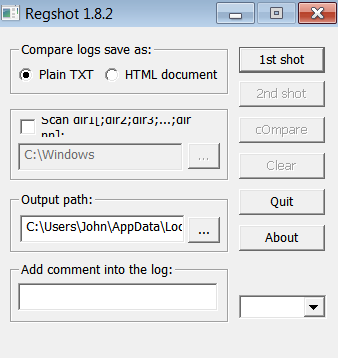 Regshot 1.8.2
Compare logs save as:
Plain TXT
HTML document
1st shot
2nd shot
Scan dir1[;dir2;dir3;...;dir
nn]:
cOmpare
C:\Windows
...
Clear
Output path:
Quit
C:\Users\John\AppData\Loc
...
About
Add comment into the log: